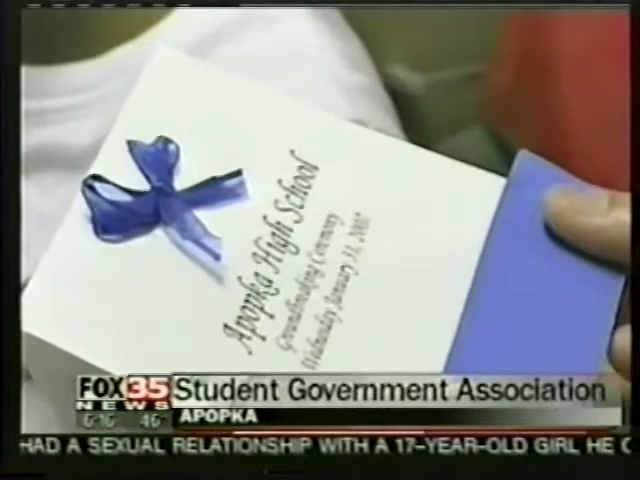 Apopka High School
Groundbreaking Ceremony
Wednesday January 31, 2007
FOX 35 Student Government Association
NEWS
6:16 46° APOPKA
HAD A SEXUAL RELATIONSHIP WITH A 17-YEAR-OLD GIRL HE